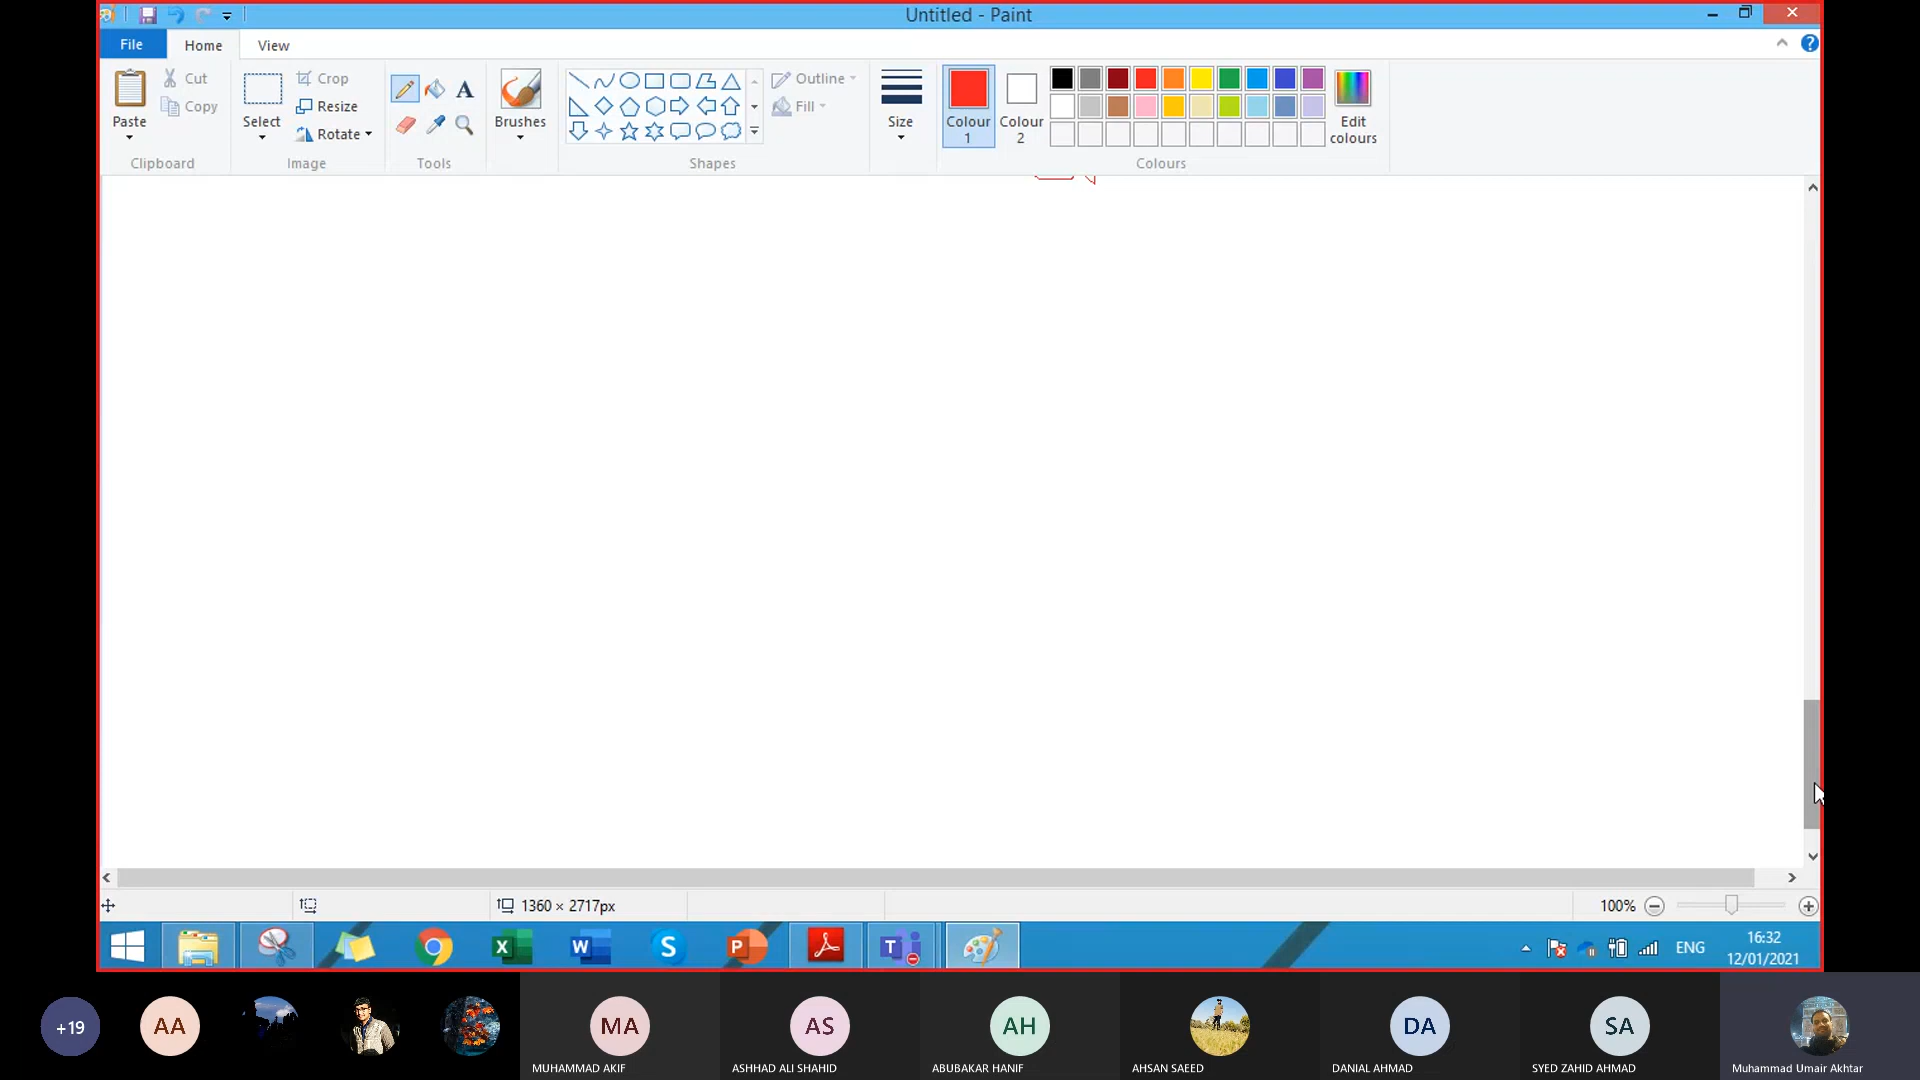 Untitled - Paint
File Home View
Paste
Cut
Copy
Clipboard
Select
Crop
Resize
Rotate
Image
A
Tools
Brushes
Shapes
Outline
Fill
Size
Colour 1
Colour 2
Edit colours
Colours
1360 × 2717px
100%
ENG
16:32
12/01/2021
+19
AA
MA
MUHAMMAD AKIF
AS
ASHHAD ALI SHAHID
AH
ABUBAKAR HANIF
AHSAN SAEED
DA
DANIAL AHMAD
SA
SYED ZAHID AHMAD
Muhammad Umair Akhtar